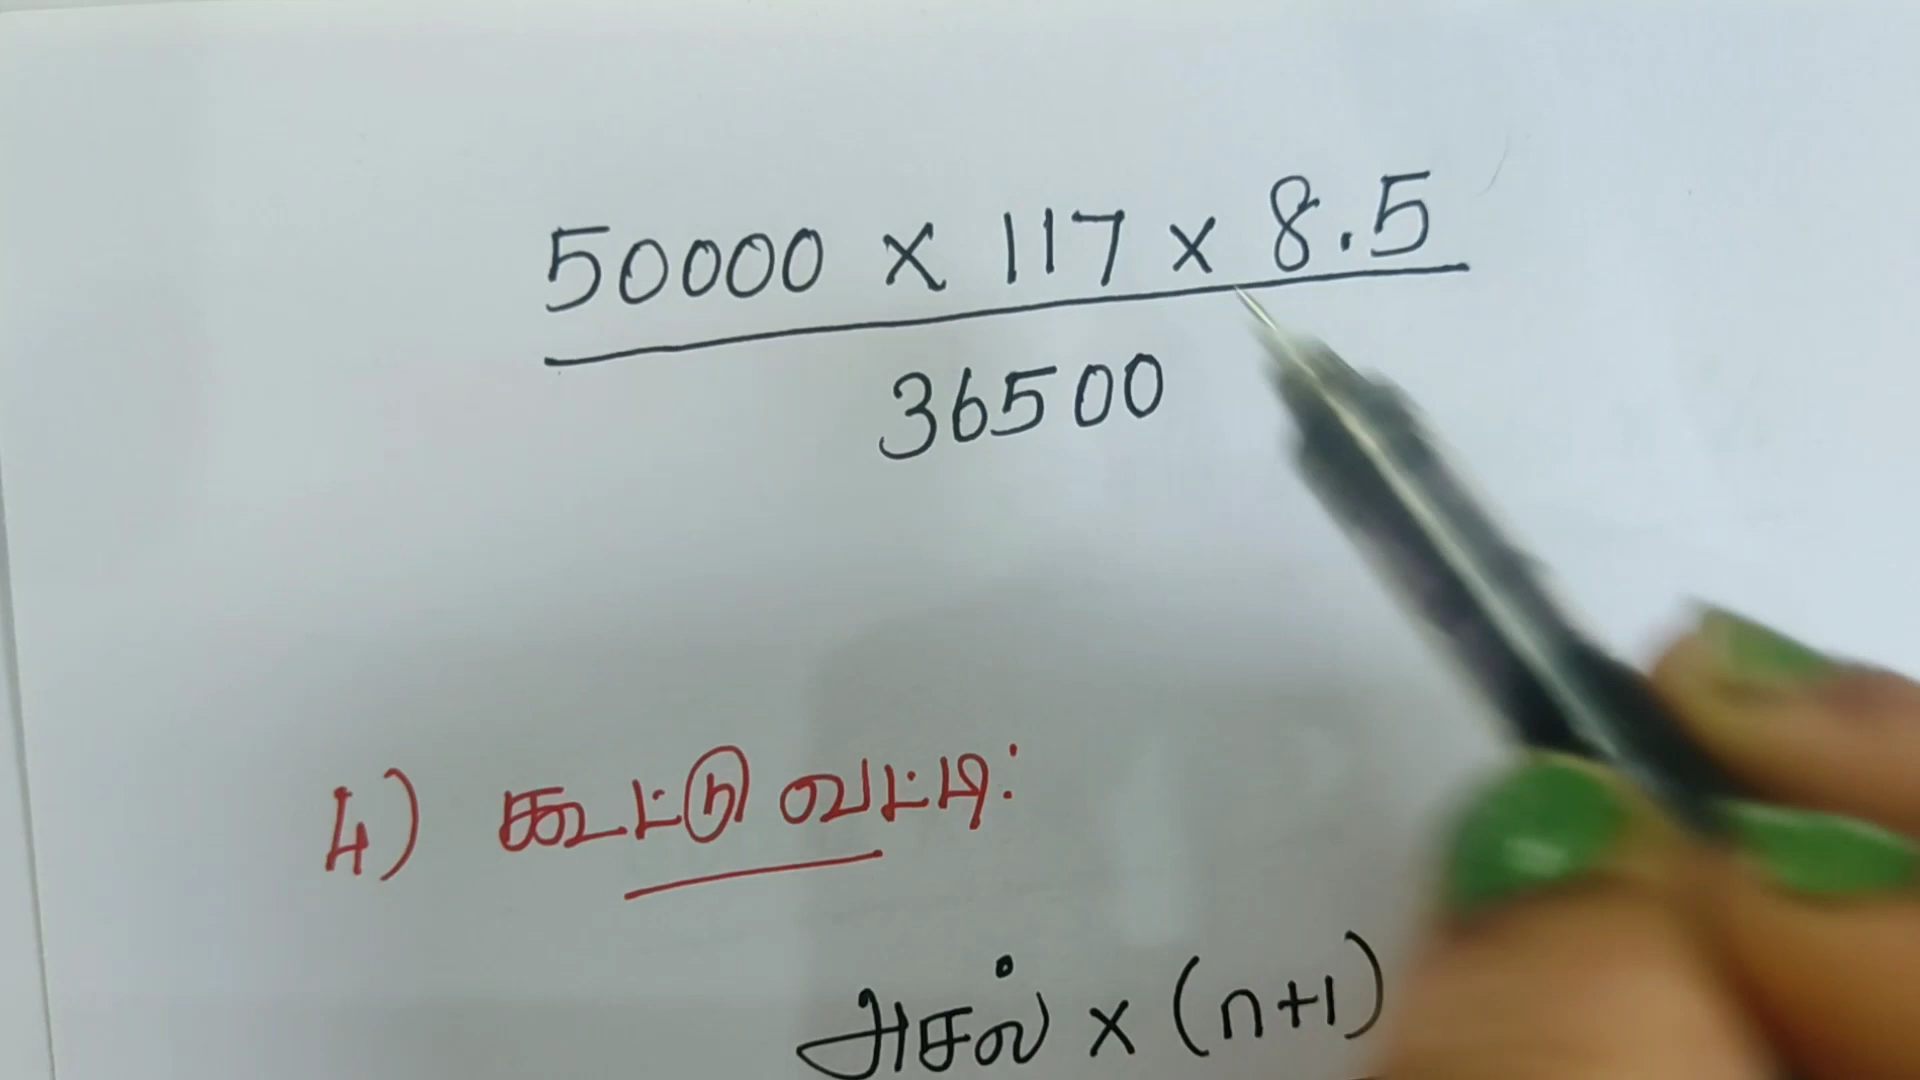 50000 x 117 x 8.5
36500
4) கூட்டு வட்டி:
அசல் x (n+1)